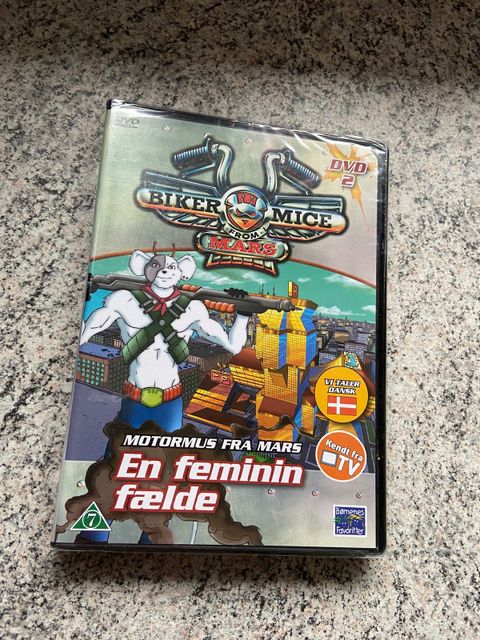 DVD
DVD
2
BIKER MICE
FROM
MARS
VI TALER
DANSK
MOTORMUS FRA MARS
Kendt fra
TV
En feminin
fælde
7
Børnenes
Favoritter